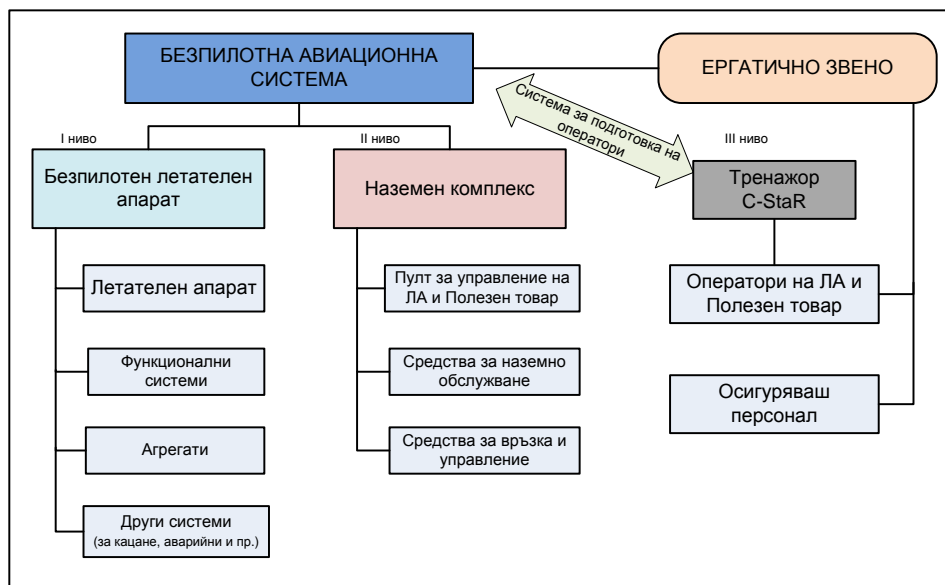 БЕЗПИЛОТНА АВИАЦИОННА
СИСТЕМА
ЕРГАТИЧНО ЗВЕНО
Система за подготовка на
оператори
I ниво
II ниво
III ниво
Безпилотен летателен
апарат
Наземен комплекс
Тренажор
C-StaR
Летателен апарат
Пулт за управление на
ЛА и Полезен товар
Оператори на ЛА и
Полезен товар
Функционални
системи
Средства за наземно
обслужване
Осигуряваш
персонал
Агрегати
Средства за връзка и
управление
Други системи
(за кацане, аварийни и пр.)